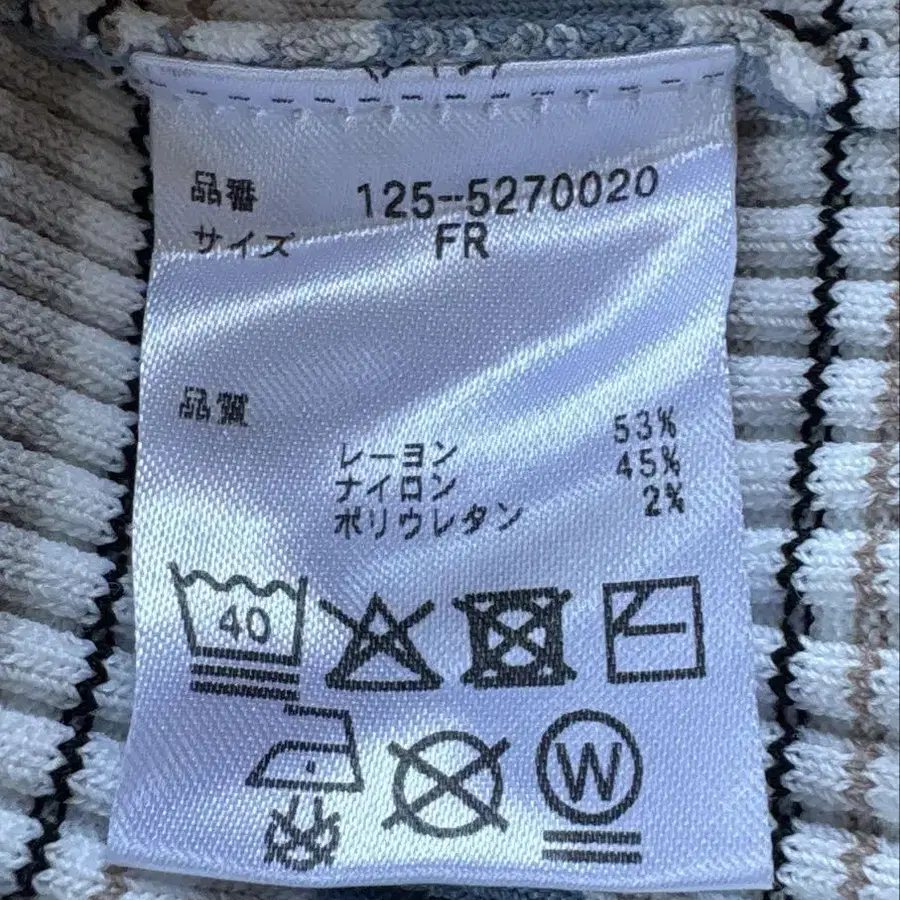 品番 125--5270020
サイズ FR
品質
レーヨン 53%
ナイロン 45%
ポリウレタン 2%
40
W